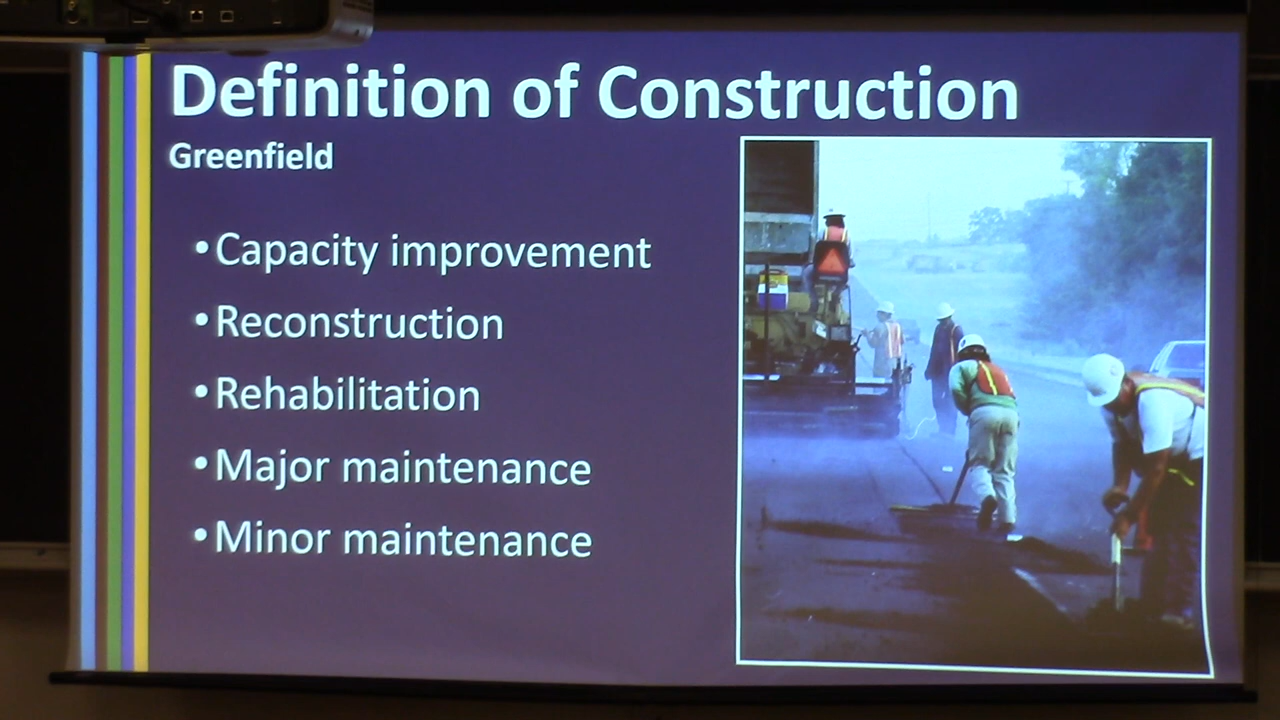 Definition of Construction
Greenfield
•Capacity improvement
•Reconstruction
•Rehabilitation
•Major maintenance
•Minor maintenance